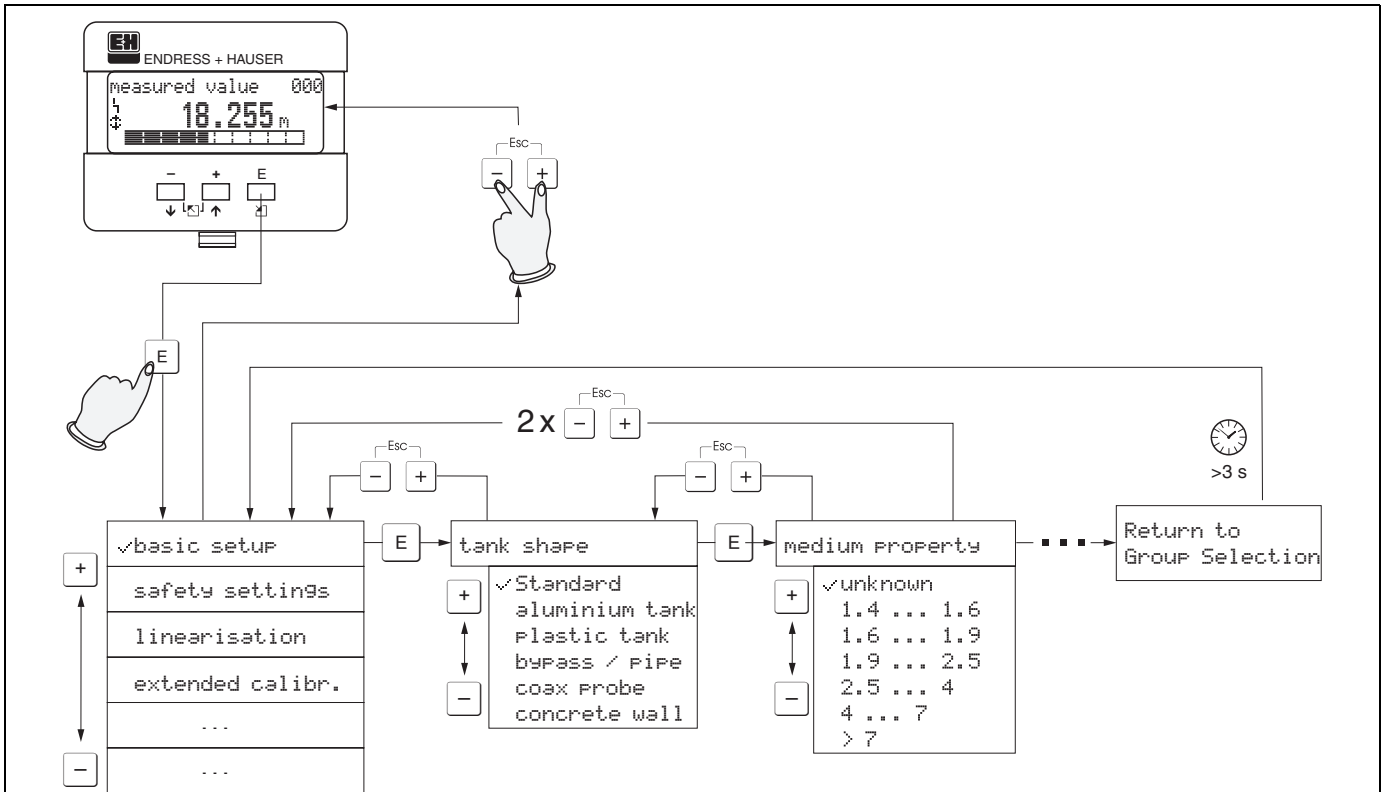 E+H
ENDRESS + HAUSER
measured value 000
18.255 m
- + E
Esc
- +
E
Esc
2x - +
Esc
- +
Esc
- +
>3 s
✓basic setup
safety settings
linearisation
extended calibr.
...
...
+
-
E
tank shape
✓Standard
aluminium tank
plastic tank
bypass / pipe
coax probe
concrete wall
+
-
E
medium property
✓unknown
1.4 ... 1.6
1.6 ... 1.9
1.9 ... 2.5
2.5 ... 4
4 ... 7
> 7
+
-
Return to
Group Selection